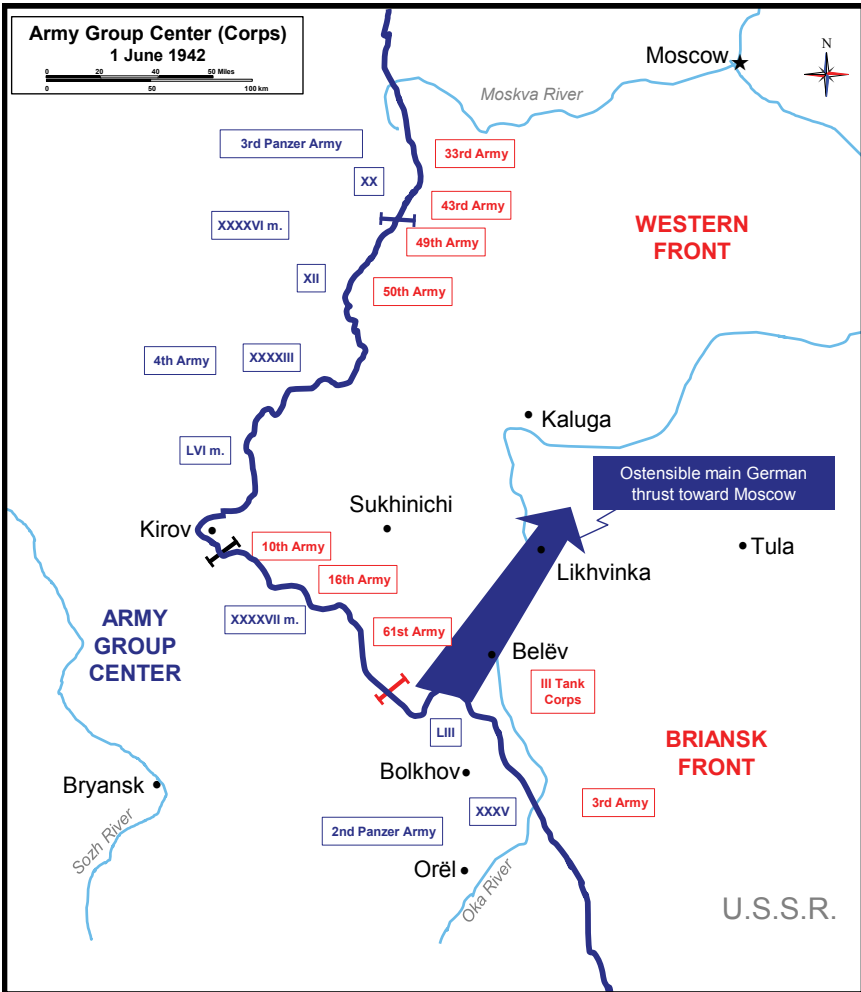 Army Group Center (Corps)
1 June 1942
0 20 40 50 Miles
0 50 100 km
Moscow
N
Moskva River
3rd Panzer Army
33rd Army
XX
43rd Army
XXXXVI m.
49th Army
WESTERN
FRONT
XII
50th Army
4th Army
XXXXIII
Kaluga
LVI m.
Ostensible main German
thrust toward Moscow
Sukhinichi
Kirov
10th Army
Tula
Likhvinka
16th Army
XXXXVII m.
ARMY
GROUP
CENTER
61st Army
Belëv
III Tank
Corps
LIII
BRIANSK
FRONT
Bolkhov
Bryansk
XXXV
3rd Army
2nd Panzer Army
Sozh River
Orël
Oka River
U.S.S.R.